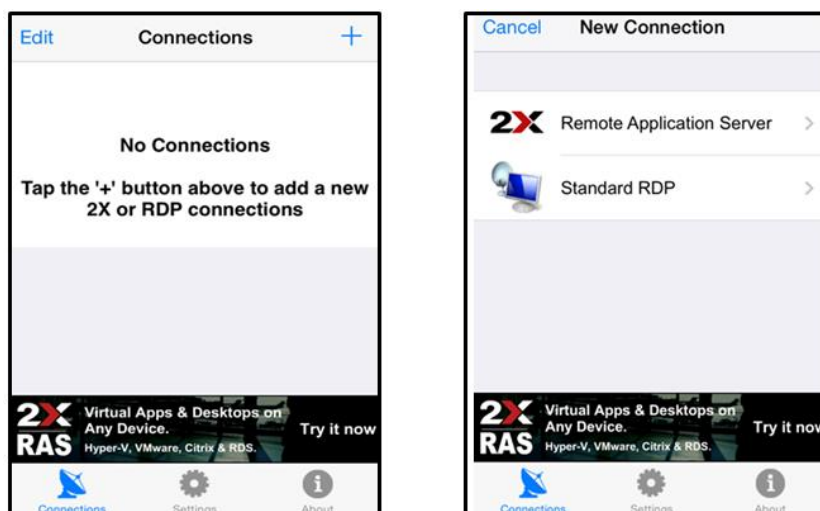 Edit Connections +
No Connections
Tap the '+' button above to add a new
2X or RDP connections
2X RAS
Virtual Apps & Desktops on
Any Device.
Hyper-V, VMware, Citrix & RDS.
Try it now
Connections Settings About
Cancel New Connection
2X Remote Application Server
Standard RDP
2X RAS
Virtual Apps & Desktops on
Any Device.
Hyper-V, VMware, Citrix & RDS.
Try it now
Connections Settings About